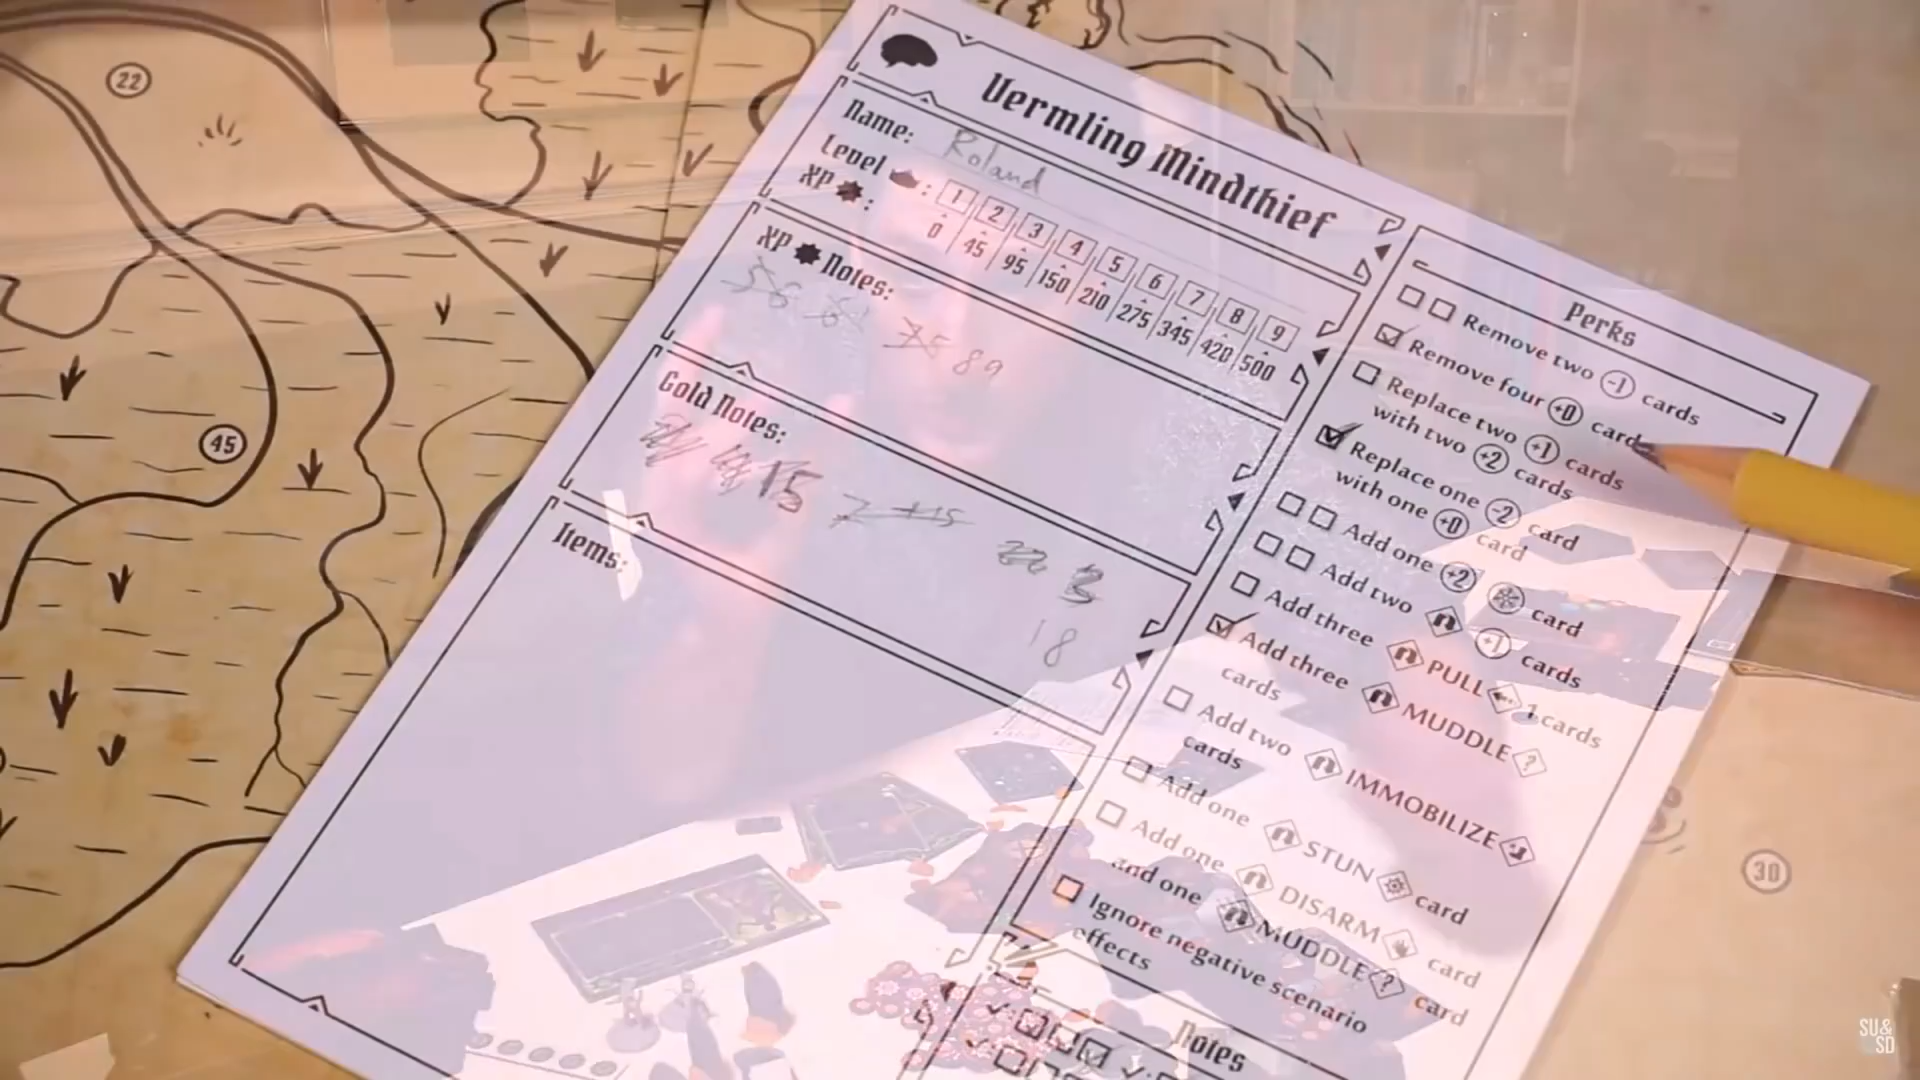 22
45
30
Vermling Mindthief
Name: Roland
Level : 1 2 3 4 5 6 7 8 9
XP : 0 45 95 150 210 275 345 420 500
XP Notes:
75 89
Gold Notes:
15 7 +15
18
Items:
Perks
Remove two -1 cards
Remove four +0 cards
Replace two +1 cards
with two +2 cards
Replace one -2 card
with one +0 card
Add one +2 card
Add two +1 cards
Add three PULL 1 cards
Add three MUDDLE
cards
Add two IMMOBILIZE
cards
Add one STUN card
Add one DISARM card
and one MUDDLE card
Ignore negative scenario
effects
Notes
SU&
SD